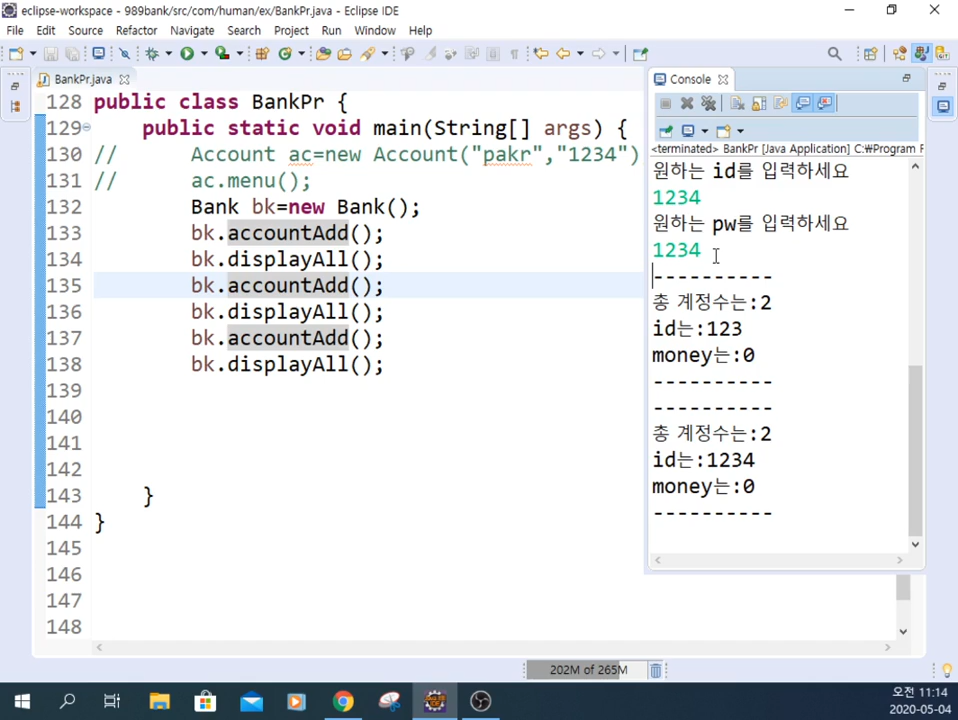 eclipse-workspace - 989bank/src/com/human/ex/BankPr.java - Eclipse IDE
File Edit Source Refactor Navigate Search Project Run Window Help
BankPr.java
128 public class BankPr {
129 public static void main(String[] args) {
130 // Account ac=new Account("pakr","1234")
131 // ac.menu();
132 Bank bk=new Bank();
133 bk.accountAdd();
134 bk.displayAll();
135 bk.accountAdd();
136 bk.displayAll();
137 bk.accountAdd();
138 bk.displayAll();
139
140
141
142
143 }
144 }
145
146
147
148
Console
<terminated> BankPr [Java Application] C:₩Program F
원하는 id를 입력하세요
1234
원하는 pw를 입력하세요
1234
----------
총 계정수는:2
id는:123
money는:0
----------
----------
총 계정수는:2
id는:1234
money는:0
----------
202M of 265M
오전 11:14
2020-05-04